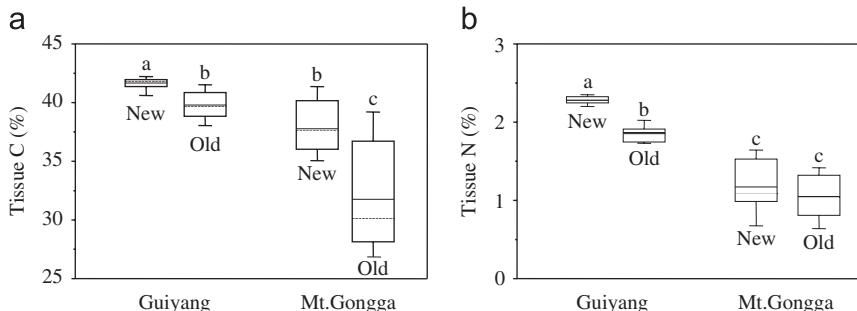 a
45
40
35
30
25
Tissue C (%)
a
b
b
c
New
Old
New
Old
Guiyang
Mt.Gongga
b
3
2
1
0
Tissue N (%)
a
b
c
c
New
Old
New
Old
Guiyang
Mt.Gongga